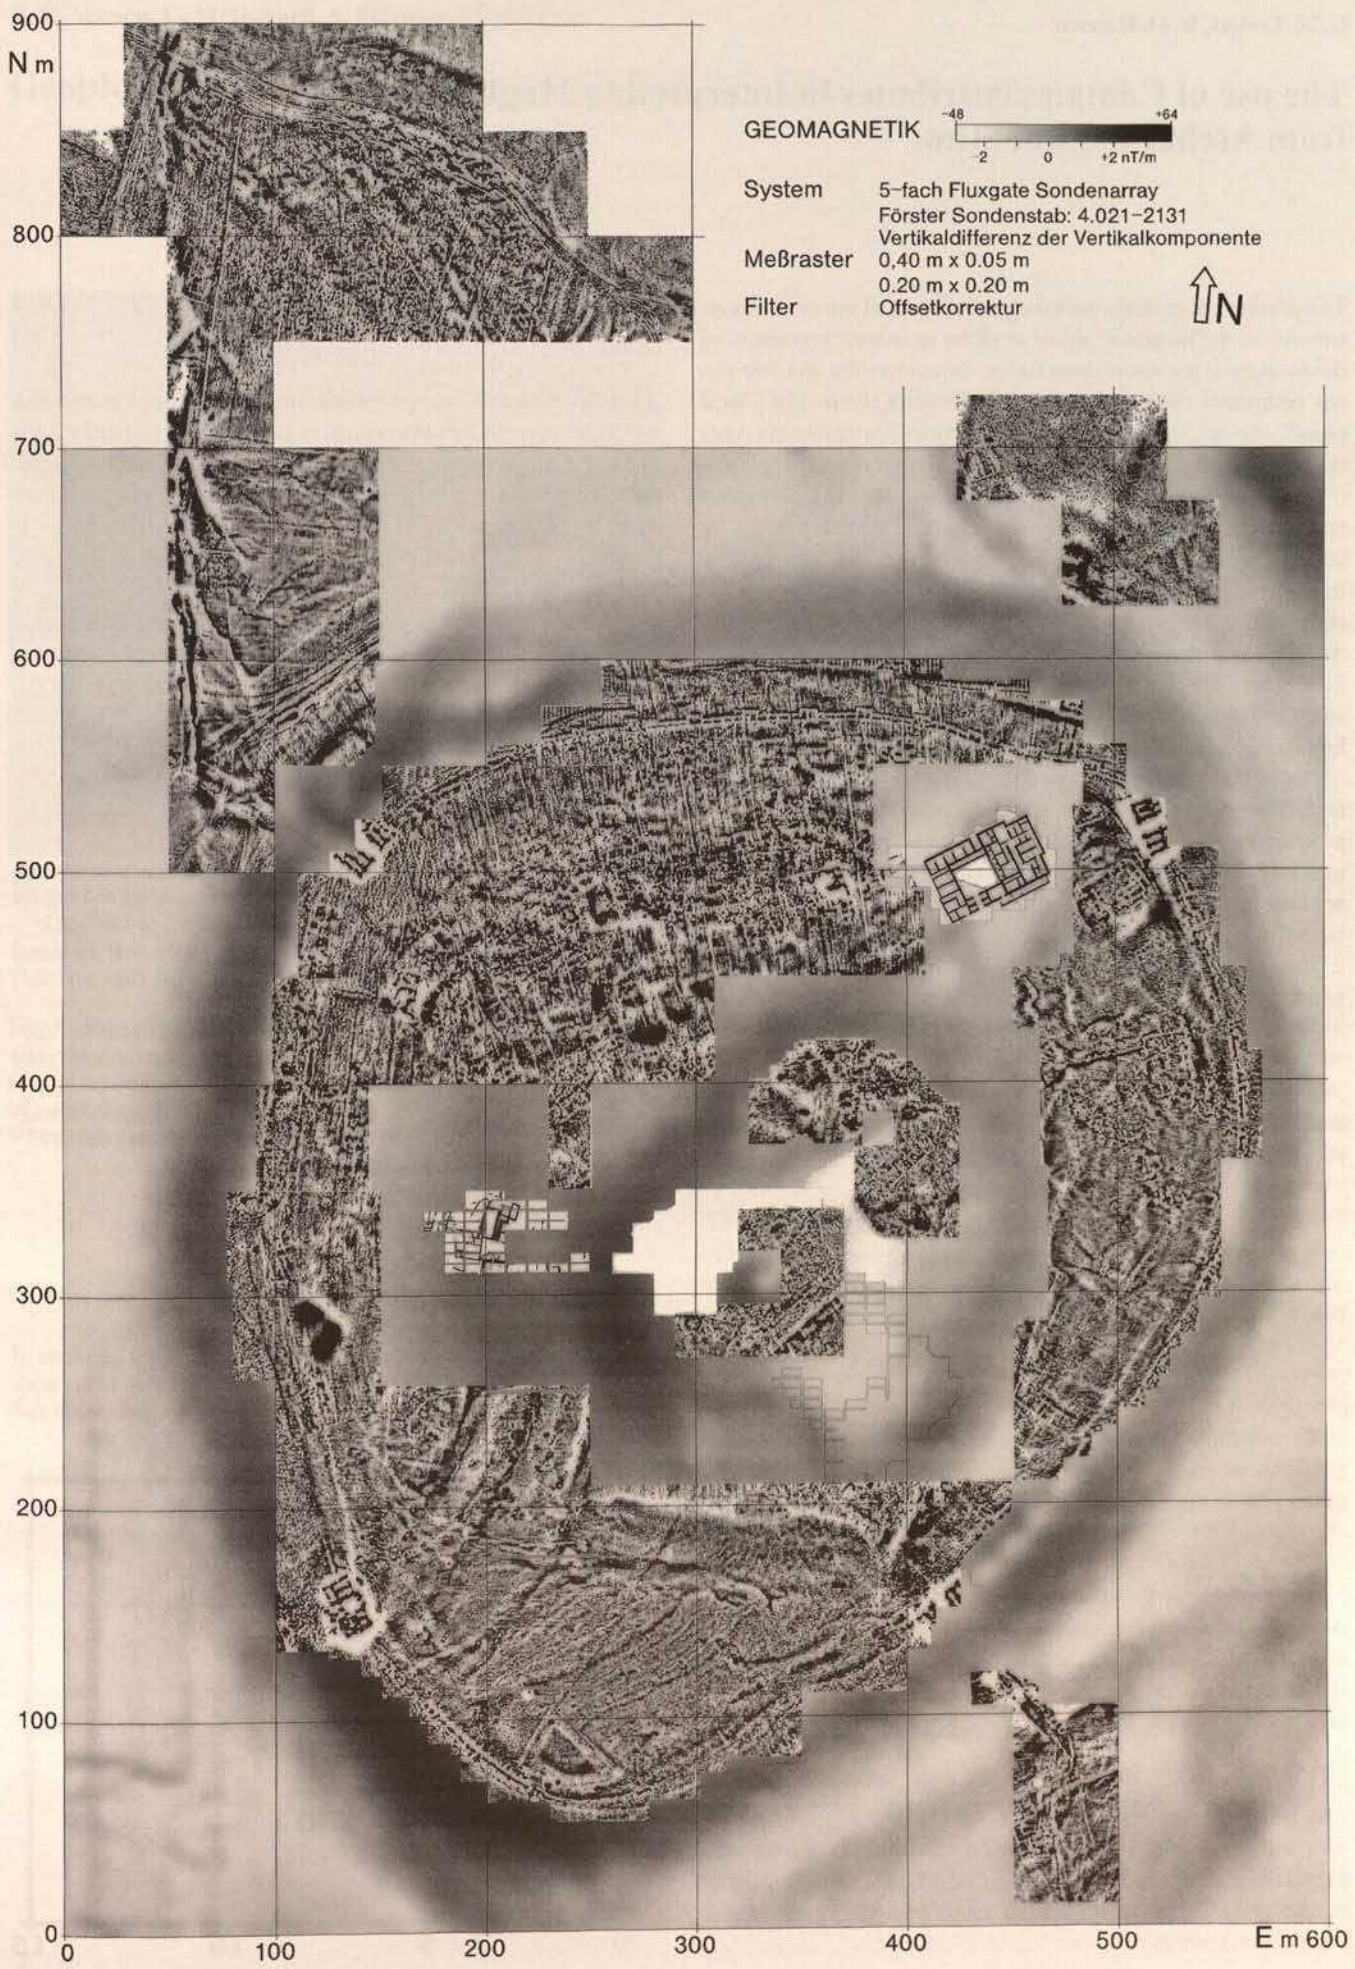 900
N m
800
700
600
500
400
300
200
100
0
0 100 200 300 400 500 E m 600
GEOMAGNETIK
-48 +64
-2 0 +2 nT/m
System 5-fach Fluxgate Sondenarray
Förster Sondenstab: 4.021-2131
Vertikaldifferenz der Vertikalkomponente
Meßraster 0,40 m x 0.05 m
0.20 m x 0.20 m
Filter Offsetkorrektur
N